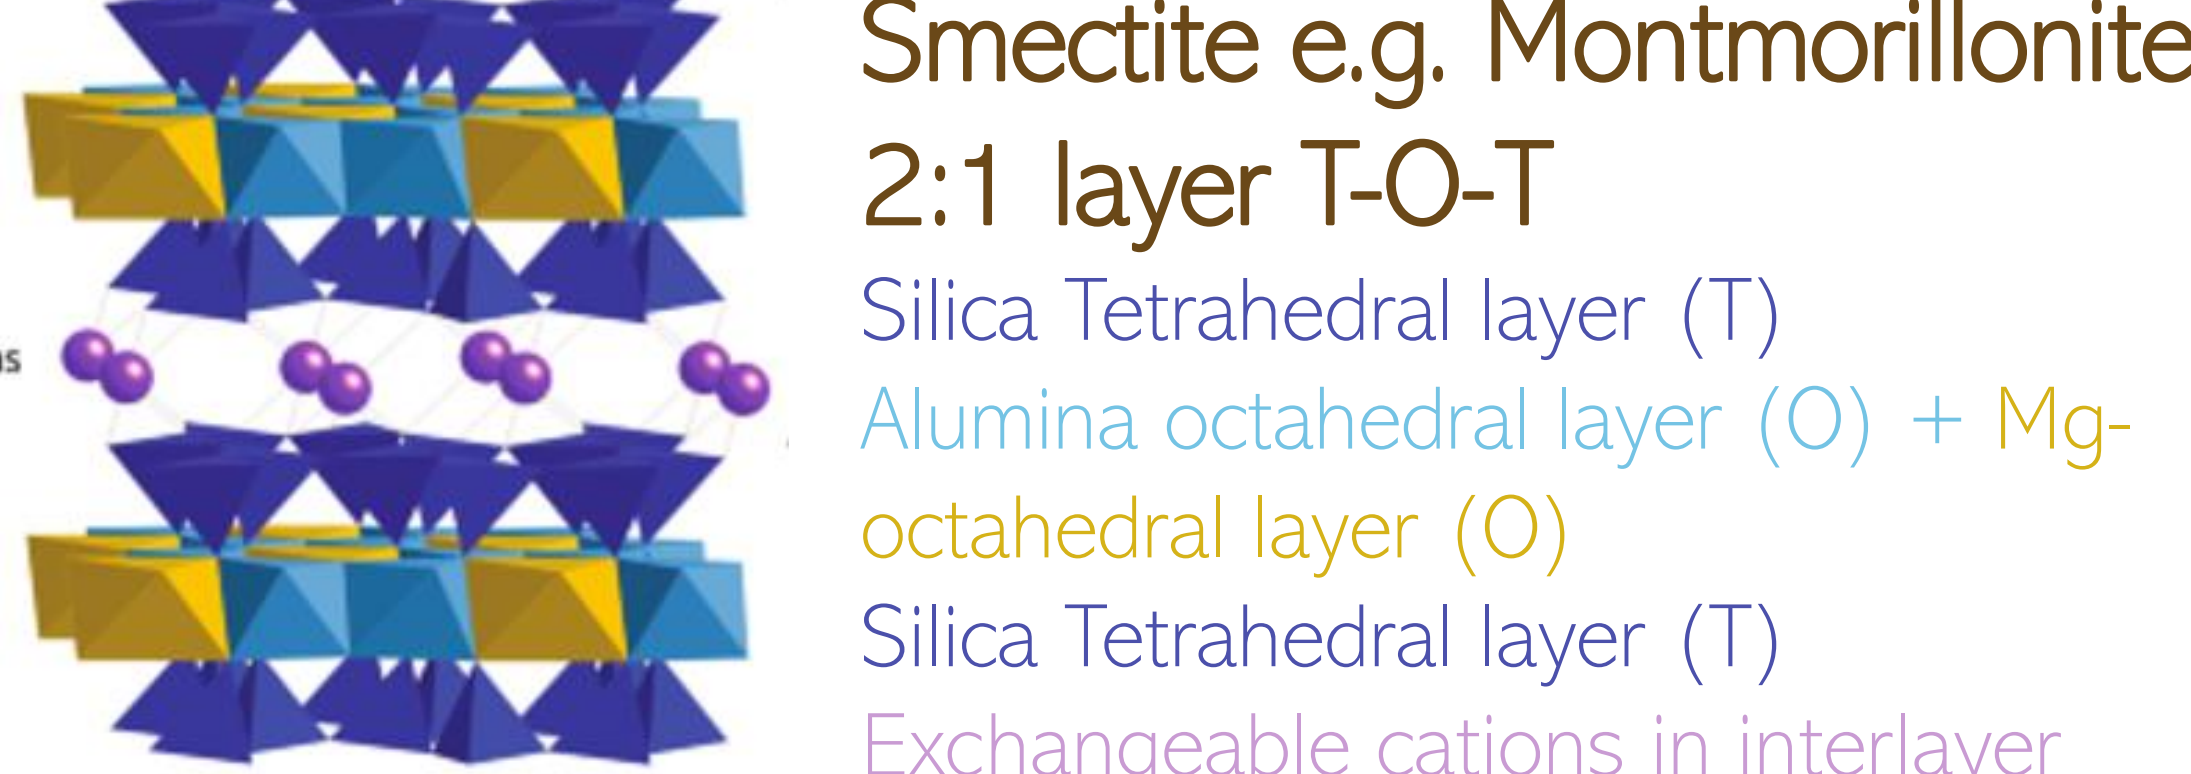 Smectite e.g. Montmorillonite
2:1 layer T-O-T
Silica Tetrahedral layer (T)
Alumina octahedral layer (O) + Mg-
octahedral layer (O)
Silica Tetrahedral layer (T)
Exchangeable cations in interlayer